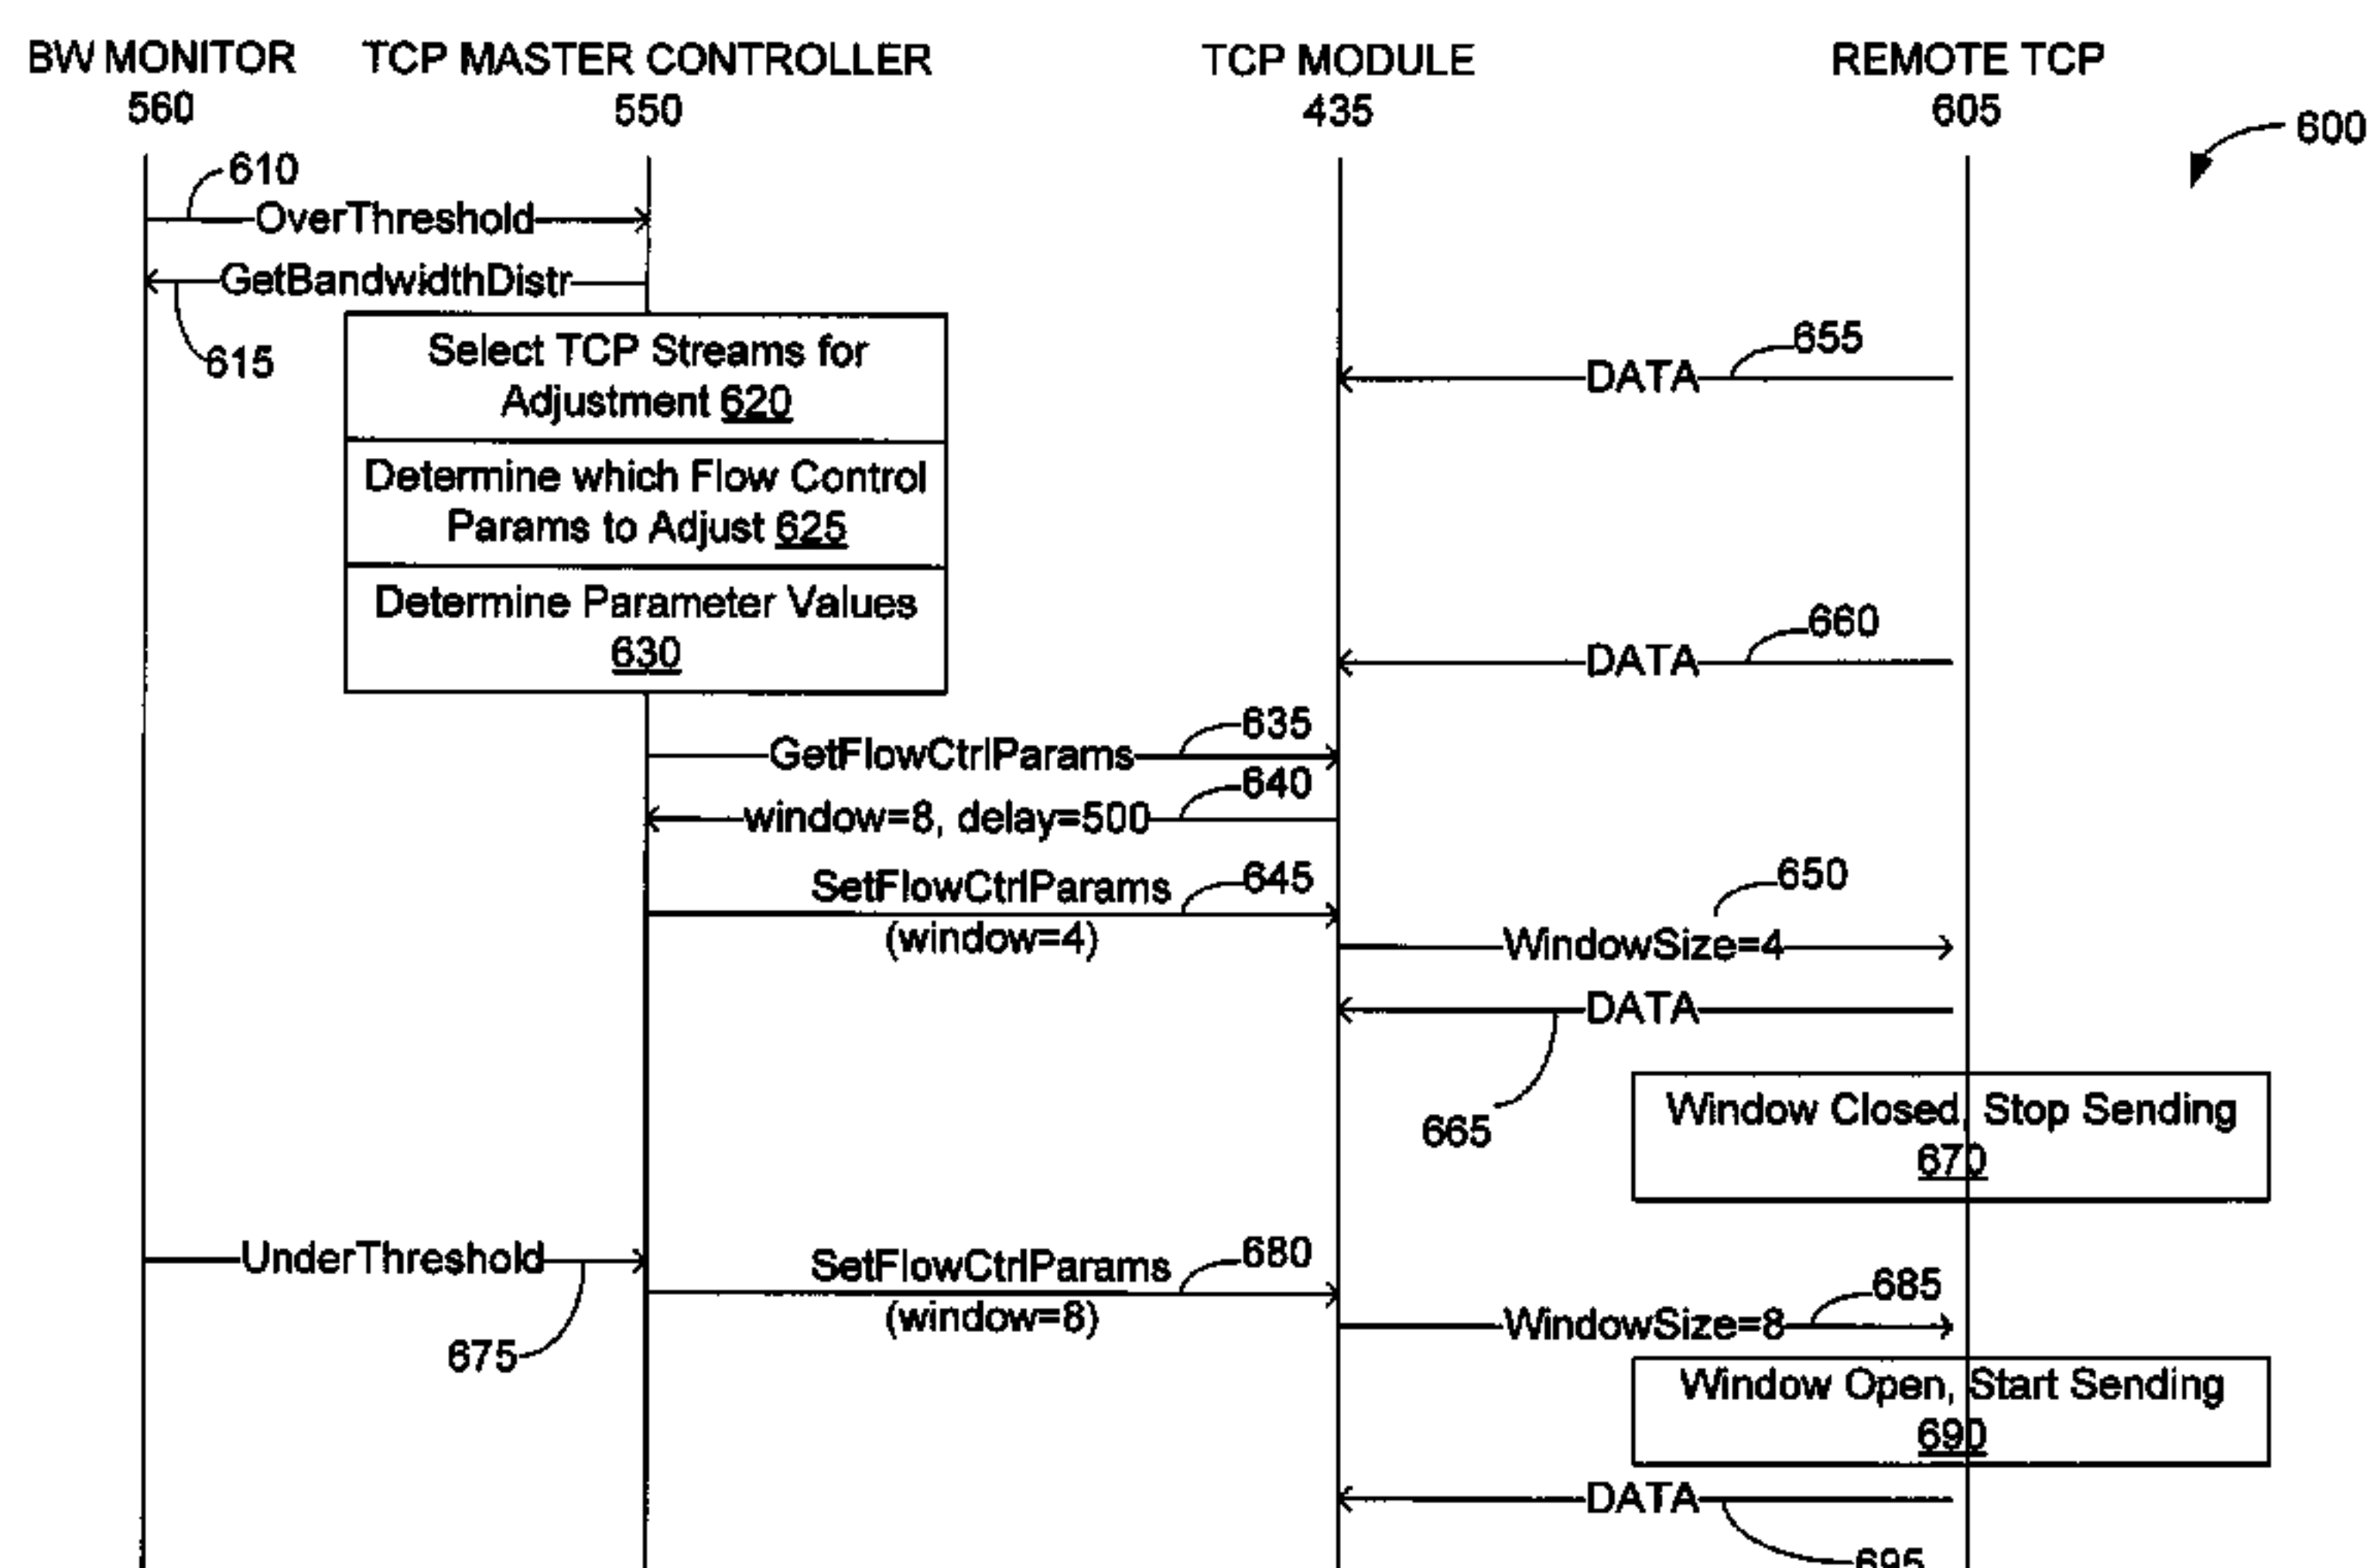 BW MONITOR TCP MASTER CONTROLLER TCP MODULE REMOTE TCP
560 550 435 605
600
610
OverThreshold
GetBandwidthDistr
615
Select TCP Streams for
Adjustment 620
655
DATA
Determine which Flow Control
Params to Adjust 625
Determine Parameter Values
630
660
DATA
635
GetFlowCtrlParams
640
window=8, delay=500
SetFlowCtrlParams 645
(window=4)
650
WindowSize=4
DATA
665
Window Closed, Stop Sending
670
UnderThreshold
675
SetFlowCtrlParams 680
(window=8)
685
WindowSize=8
Window Open, Start Sending
690
DATA
695